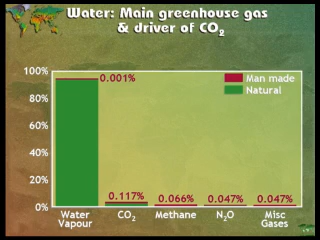 Water: Main greenhouse gas
& driver of CO₂
100%
80%
60%
40%
20%
0%
0.001%
Man made
Natural
0.117%
0.066%
0.047%
0.047%
Water
Vapour
CO₂
Methane
N₂O
Misc
Gases